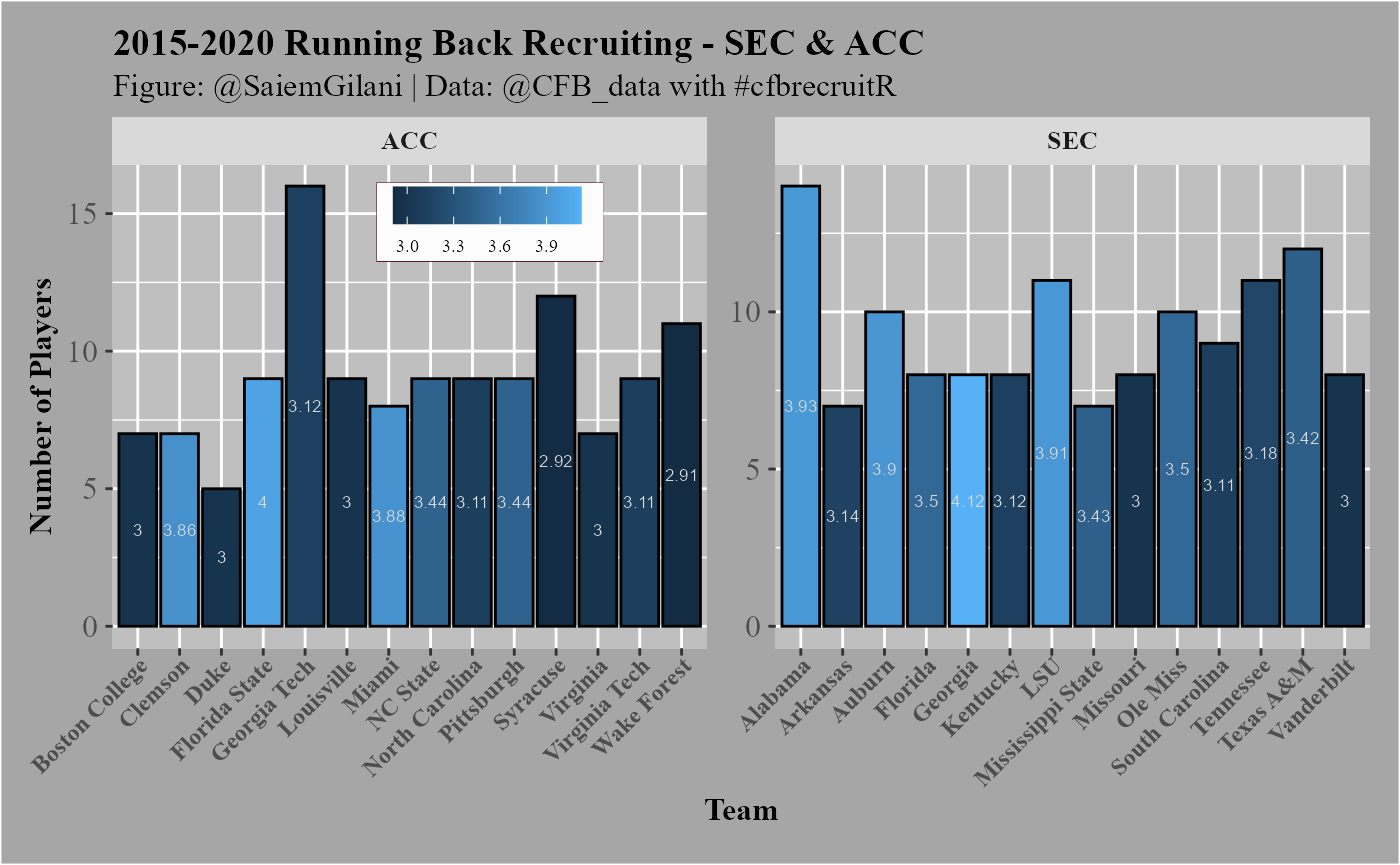 2015-2020 Running Back Recruiting - SEC & ACC
Figure: @SaiemGilani | Data: @CFB_data with #cfbrecruitR
ACC
SEC
3.0 3.3 3.6 3.9
Number of Players
15
10
5
0
3
3.86
3
4
3.12
3
3.88
3.44
3.11
3.44
2.92
3
3.11
2.91
Boston College
Clemson
Duke
Florida State
Georgia Tech
Louisville
Miami
NC State
North Carolina
Pittsburgh
Syracuse
Virginia
Virginia Tech
Wake Forest
10
5
0
3.93
3.14
3.9
3.5
4.12
3.12
3.91
3.43
3
3.5
3.11
3.18
3.42
3
Alabama
Arkansas
Auburn
Florida
Georgia
Kentucky
LSU
Mississippi State
Missouri
Ole Miss
South Carolina
Tennessee
Texas A&M
Vanderbilt
Team